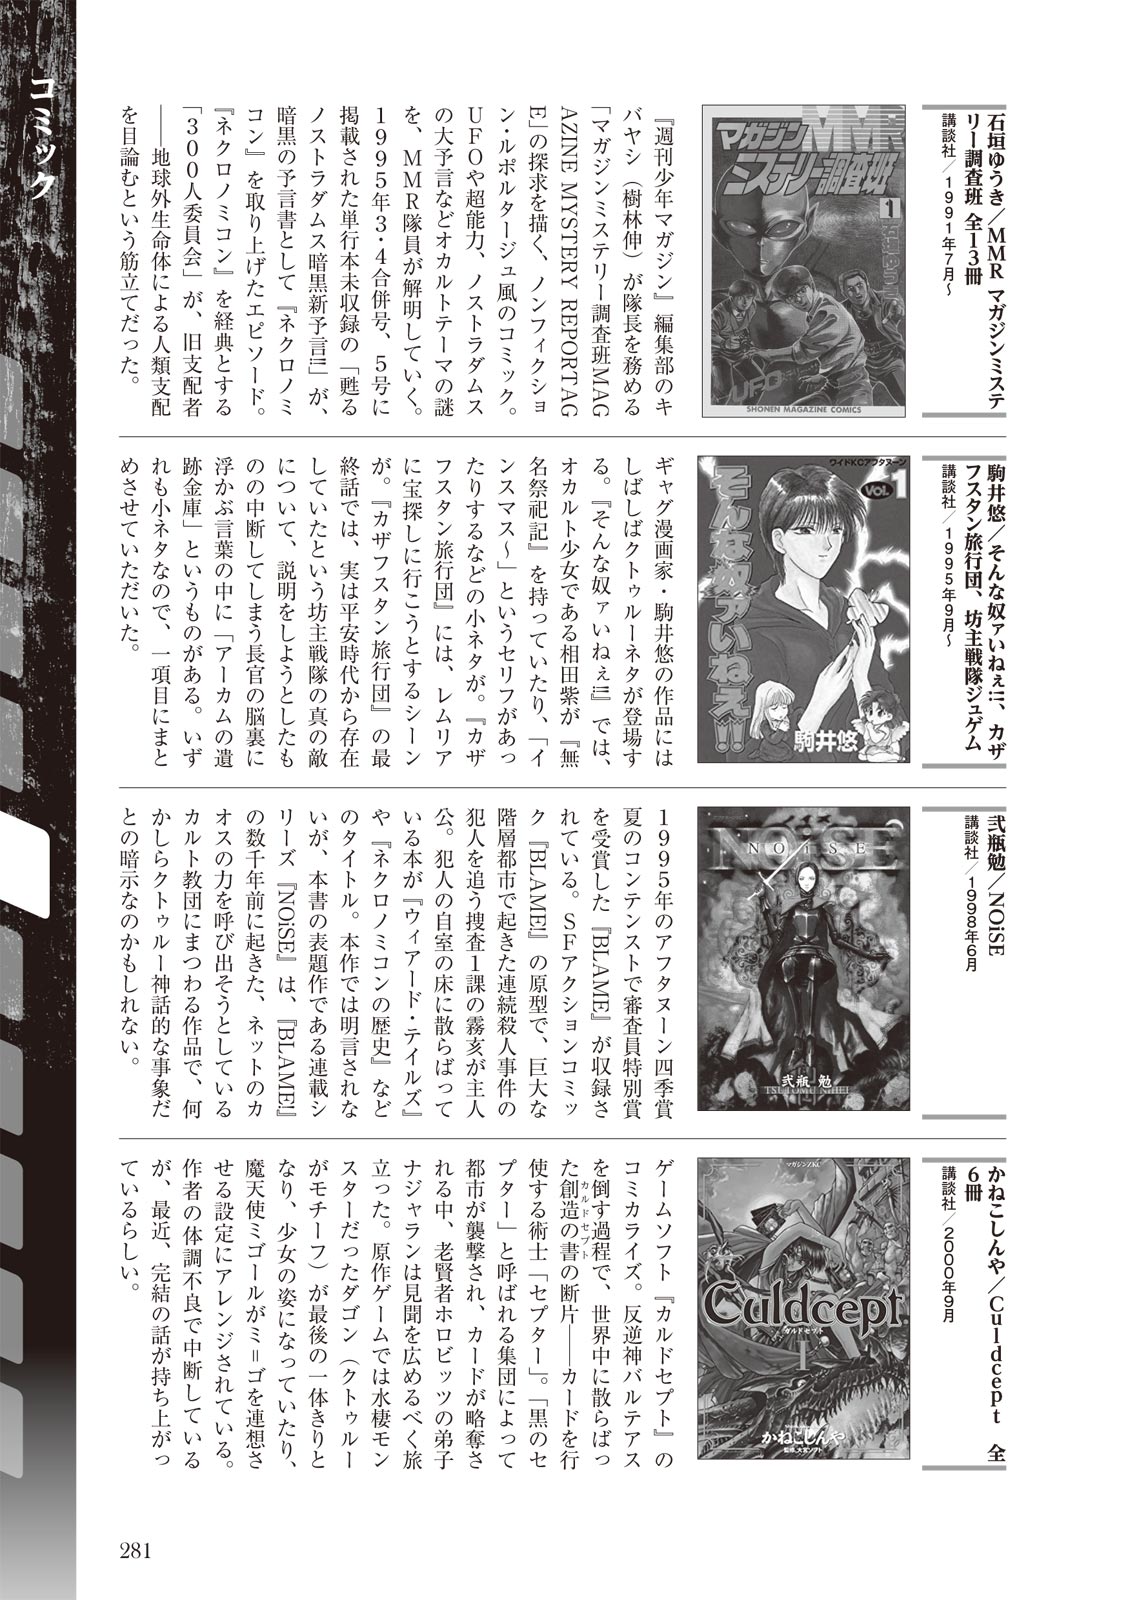 コミック
石垣ゆうき／MMR マガジンミステ
リー調査班 全13冊
講談社／1991年7月～
マガジンMMR
ミステリー調査班
1
UFO
SHONEN MAGAZINE COMICS
『週刊少年マガジン』編集部のキ
バヤシ（樹林伸）が隊長を務める
「マガジンミステリー調査班MAG
AZINE MYSTERY REPORTAG
E」の探求を描く、ノンフィクショ
ン・ルポルタージュ風のコミック。
UFOや超能力、ノストラダムス
の大予言などオカルトテーマの謎
を、MMR隊員が解明していく。
1995年3・4合併号、5号に
掲載された単行本未収録の「甦る
ノストラダムス暗黒新予言!!」が、
暗黒の予言書として『ネクロノミ
コン』を取り上げたエピソード。
『ネクロノミコン』を経典とする
「300人委員会」が、旧支配者
――地球外生命体による人類支配
を目論むという筋立てだった。
駒井悠／そんな奴ァいねぇ!!、カザ
フスタン旅行団、坊主戦隊ジュゲム
講談社／1995年9月～
ワイドKCアフタヌーン
VOL.1
そんな奴ァいねえ!!
駒井悠
ギャグ漫画家・駒井悠の作品には
しばしばクトゥルーネタが登場す
る。『そんな奴ァいねぇ!!』では、
オカルト少女である相田紫が『無
名祭祀記』を持っていたり、「イ
ンスマス～」というセリフがあっ
たりするなどの小ネタが。『カザ
フスタン旅行団』には、レムリア
に宝探しに行こうとするシーン
が。『カザフスタン旅行団』の最
終話では、実は平安時代から存在
していたという坊主戦隊の真の敵
について、説明をしようとしたも
のの中断してしまう長官の脳裏に
浮かぶ言葉の中に「アーカムの遺
跡金庫」というものがある。いず
れも小ネタなので、一項目にまと
めさせていただいた。
弐瓶勉／NOiSE
講談社／1998年6月
NOiSE
NOiSE
弐瓶 勉
TSUTOMU NIHEI
1995年のアフタヌーン四季賞
夏のコンテストで審査員特別賞
を受賞した『BLAME』が収録さ
れている。SFアクションコミッ
ク『BLAME!』の原型で、巨大な
階層都市で起きた連続殺人事件の
犯人を追う捜査1課の霧亥が主人
公。犯人の自室の床に散らばって
いる本が『ウィアード・テイルズ』
や『ネクロノミコンの歴史』など
のタイトル。本作では明言されな
いが、本書の表題作である連載シ
リーズ『NOiSE』は、『BLAME!』
の数千年前に起きた、ネットのカ
オスの力を呼び出そうとしている
カルト教団にまつわる作品で、何
かしらクトゥルー神話的な事象だ
との暗示なのかもしれない。
かねこしんや／Culdcept 全
6冊
講談社／2000年9月
マガジンZKC
Culdcept
カルドセプト
I
かねこしんや
監修 大宮ソフト
ゲームソフト『カルドセプト』の
コミカライズ。反逆神バルテアス
を倒す過程で、世界中に散らばっ
た創造の書の断片――カードを行
カルドセプト
使する術士「セプター」。「黒のセ
プター」と呼ばれる集団によって
都市が襲撃され、カードが略奪さ
れる中、老賢者ホロビッツの弟子
ナジャランは見聞を広めるべく旅
立った。原作ゲームでは水棲モン
スターだったダゴン（クトゥルー
がモチーフ）が最後の一体きりと
なり、少女の姿になっていたり、
魔天使ミゴールがミ＝ゴを連想さ
せる設定にアレンジされている。
作者の体調不良で中断している
が、最近、完結の話が持ち上がっ
ているらしい。
281